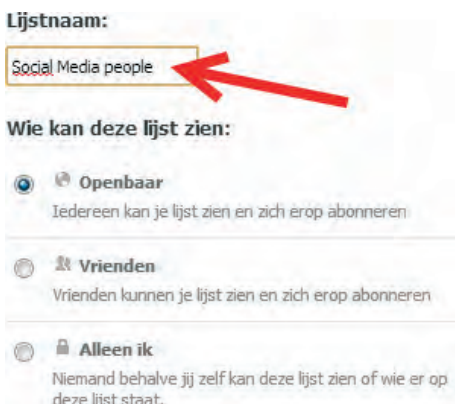 Lijstnaam:
Social Media people
Wie kan deze lijst zien:
Openbaar
Iedereen kan je lijst zien en zich erop abonneren
Vrienden
Vrienden kunnen je lijst zien en zich erop abonneren
Alleen ik
Niemand behalve jij zelf kan deze lijst zien of wie er op
deze lijst staat.